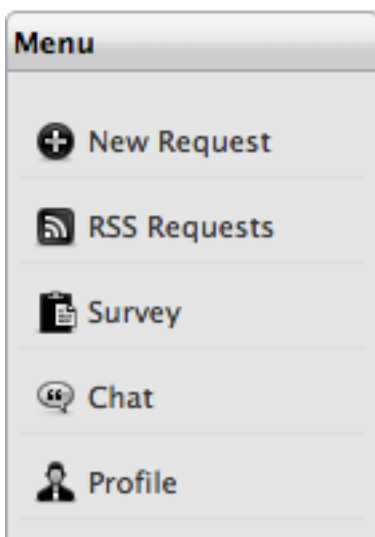 Menu
New Request
RSS Requests
Survey
Chat
Profile